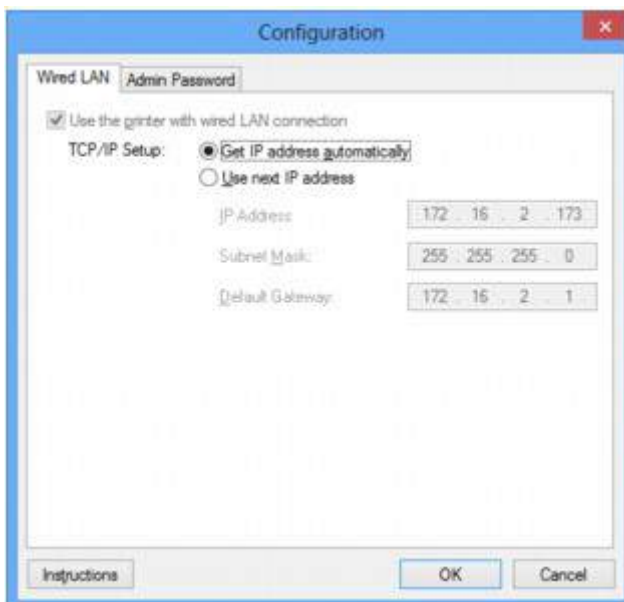 Configuration
Wired LAN Admin Password
Use the printer with wired LAN connection
TCP/IP Setup: Get IP address automatically
Use next IP address
IP Address 172 . 16 . 2 . 173
Subnet Mask: 255 . 255 . 255 . 0
Default Gateway: 172 . 16 . 2 . 1
Instructions OK Cancel